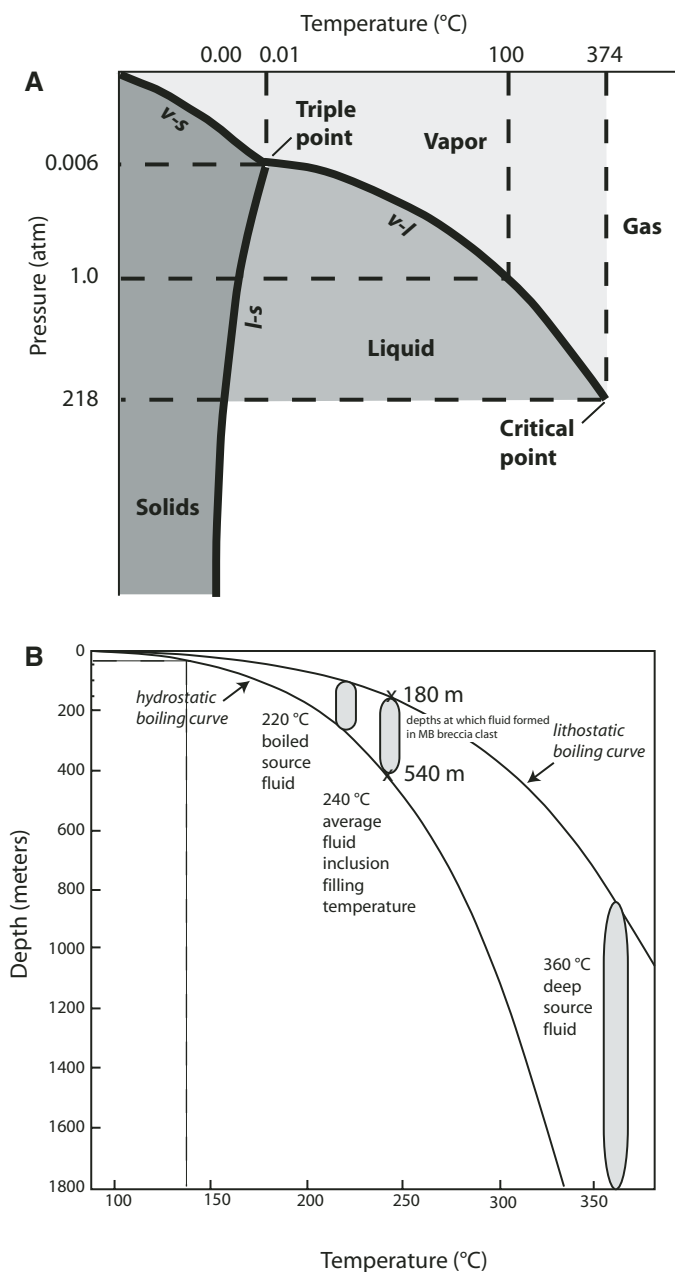 Temperature (°C)
0.00 0.01 100 374
A
v-s
Triple
point
Vapor
0.006
Gas
v-l
Pressure (atm)
1.0
l-s
Liquid
218
Critical
point
Solids
B
0
hydrostatic
boiling curve
220 °C
boiled
source
fluid
x 180 m
depths at which fluid formed
in MB breccia clast
lithostatic
boiling curve
200
400
x 540 m
240 °C
average
fluid
inclusion
filling
temperature
600
800
Depth (meters)
1000
360 °C
deep
source
fluid
1200
1400
1600
1800
100 150 200 250 300 350
Temperature (°C)